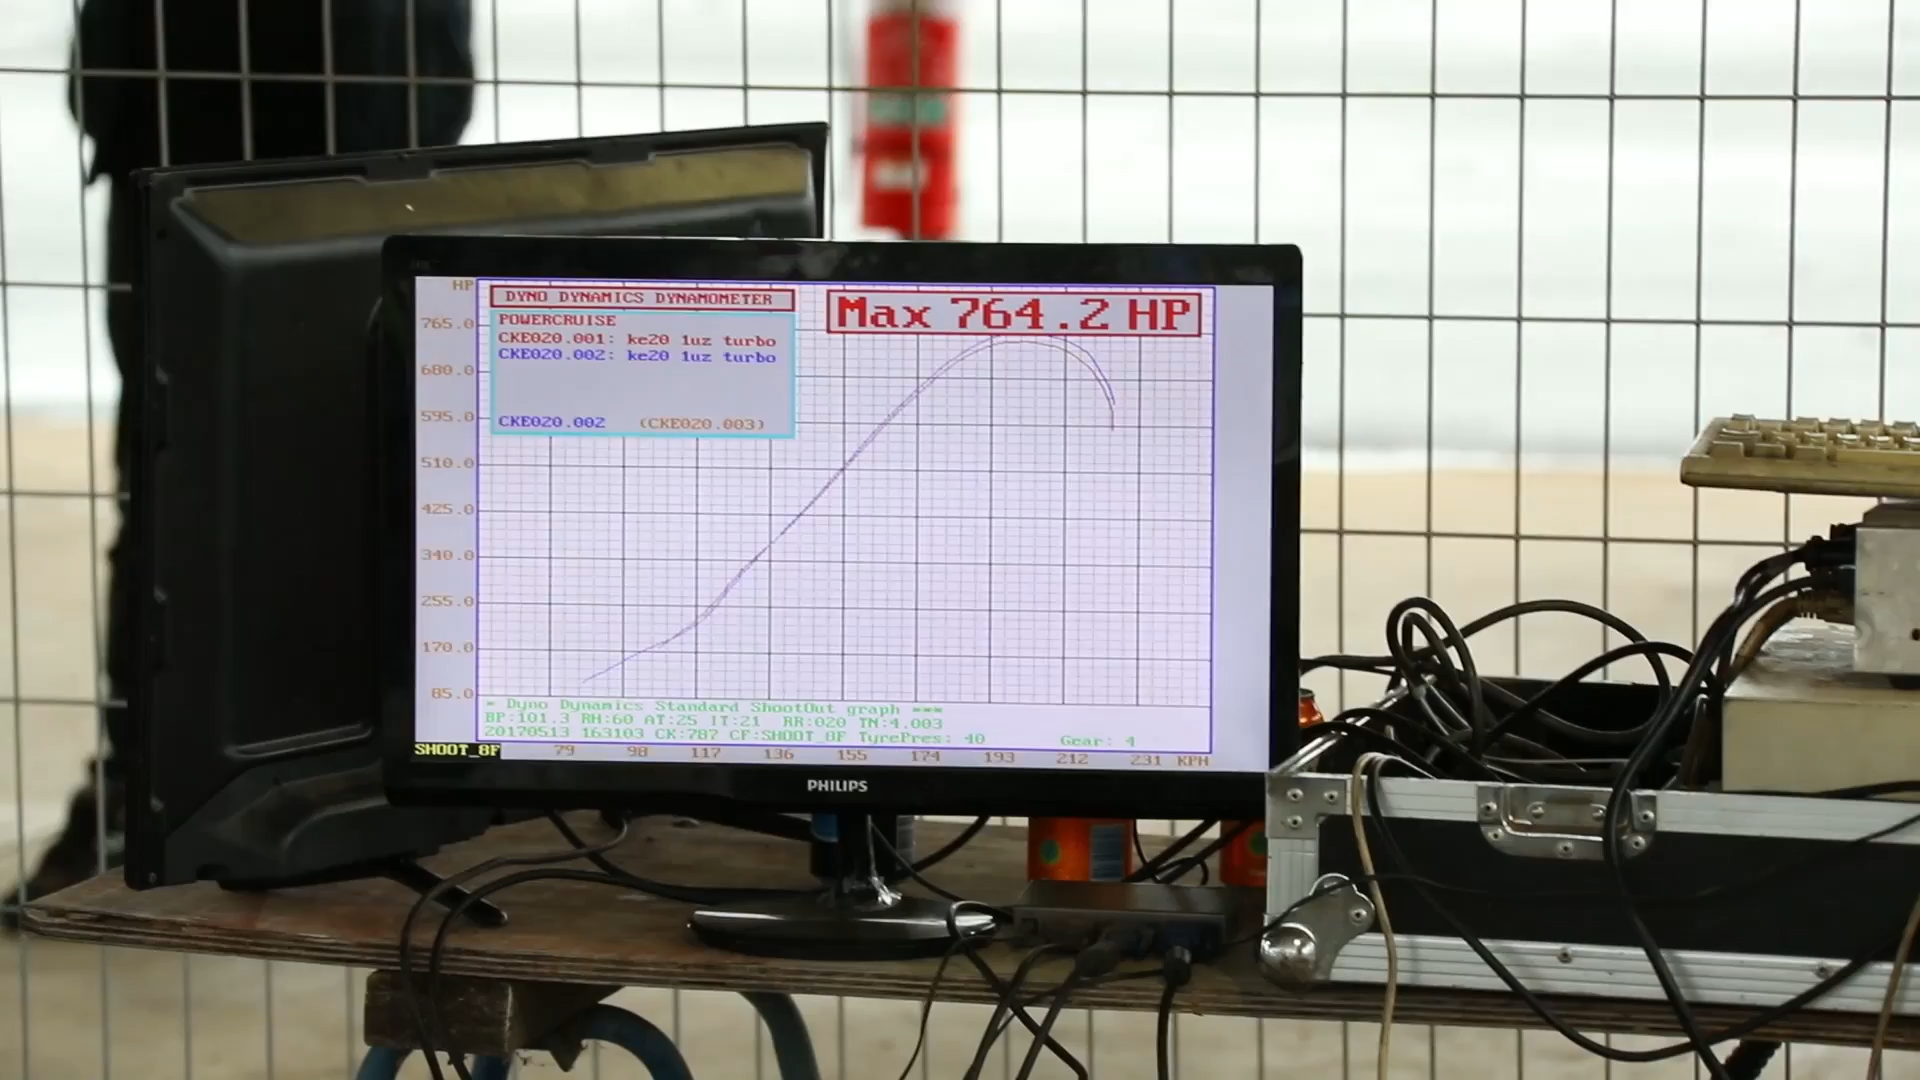 HP
DYNO DYNAMICS DYNAMOMETER
Max 764.2 HP
POWERCRUISE
CKE020.001: ke20 1uz turbo
CKE020.002: ke20 1uz turbo
CKE020.002 (CKE020.003)
765.0
680.0
595.0
510.0
425.0
340.0
255.0
170.0
85.0
* Dyno Dynamics Standard ShootOut graph ***
BP:101.3 RH:60 AT:25 IT:21 RR:020 TN:4.003
20170513 163103 CK:787 CF:SHOOT_8F TyrePres: 40 Gear: 4
SHOOT_8F 79 98 117 136 155 174 193 212 231 KPH
PHILIPS